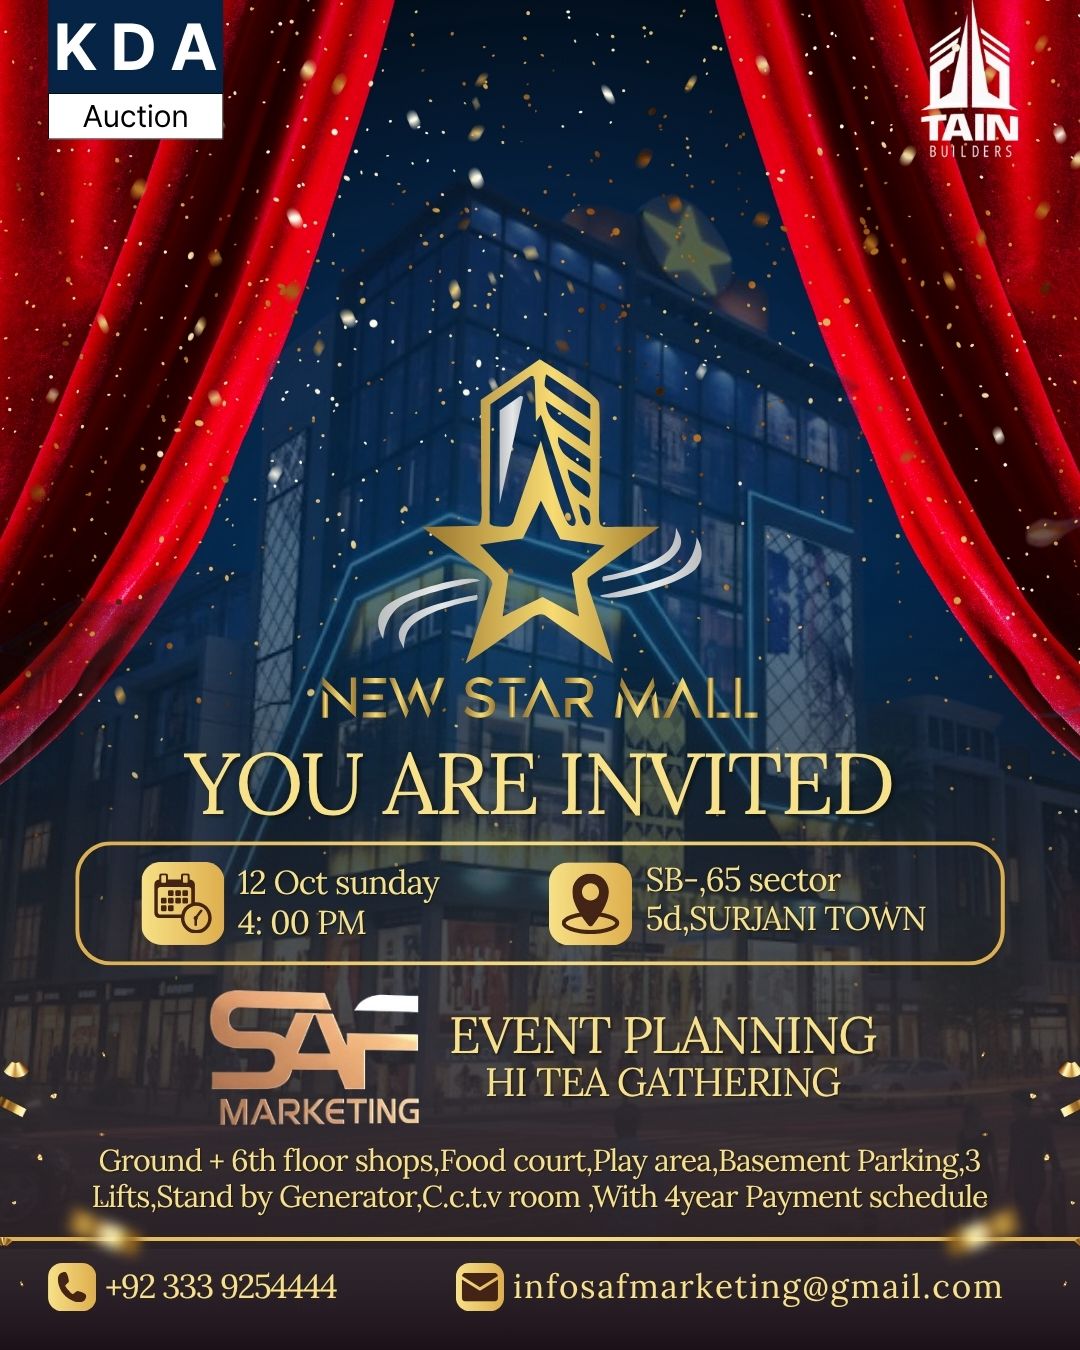 KDA
Auction
TAIN
BUILDERS
NEW STAR MALL
YOU ARE INVITED
12 Oct sunday
4: 00 PM
SB-,65 sector
5d,SURJANI TOWN
SAF
MARKETING
EVENT PLANNING
HI TEA GATHERING
Ground + 6th floor shops,Food court,Play area,Basement Parking,3
Lifts,Stand by Generator,C.c.t.v room ,With 4year Payment schedule
+92 333 9254444
infosafmarketing@gmail.com